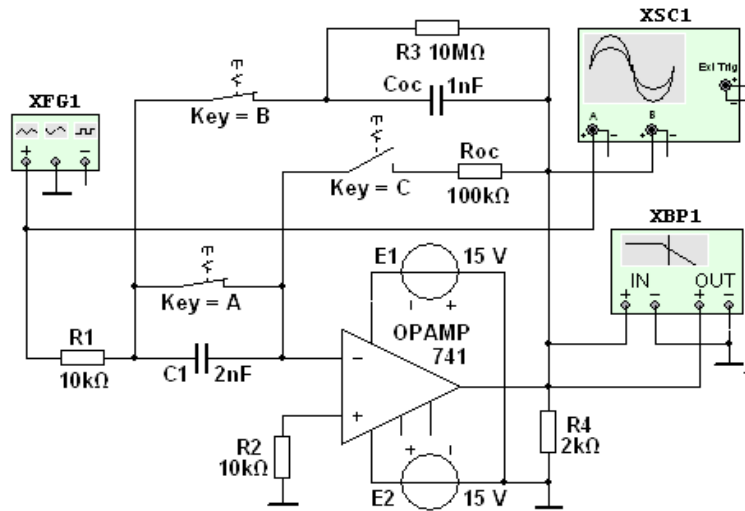 R3 10MΩ
XSC1
Ext Trig
+
−
A
B
+
−
+
−
Coc
1nF
Key = B
XFG1
+
−
Roc
Key = C
100kΩ
XBP1
IN
OUT
+
−
+
−
E1
15 V
−
+
Key = A
OPAMP
741
R1
10kΩ
C1
2nF
−
+
R2
10kΩ
R4
2kΩ
+
−
E2
15 V